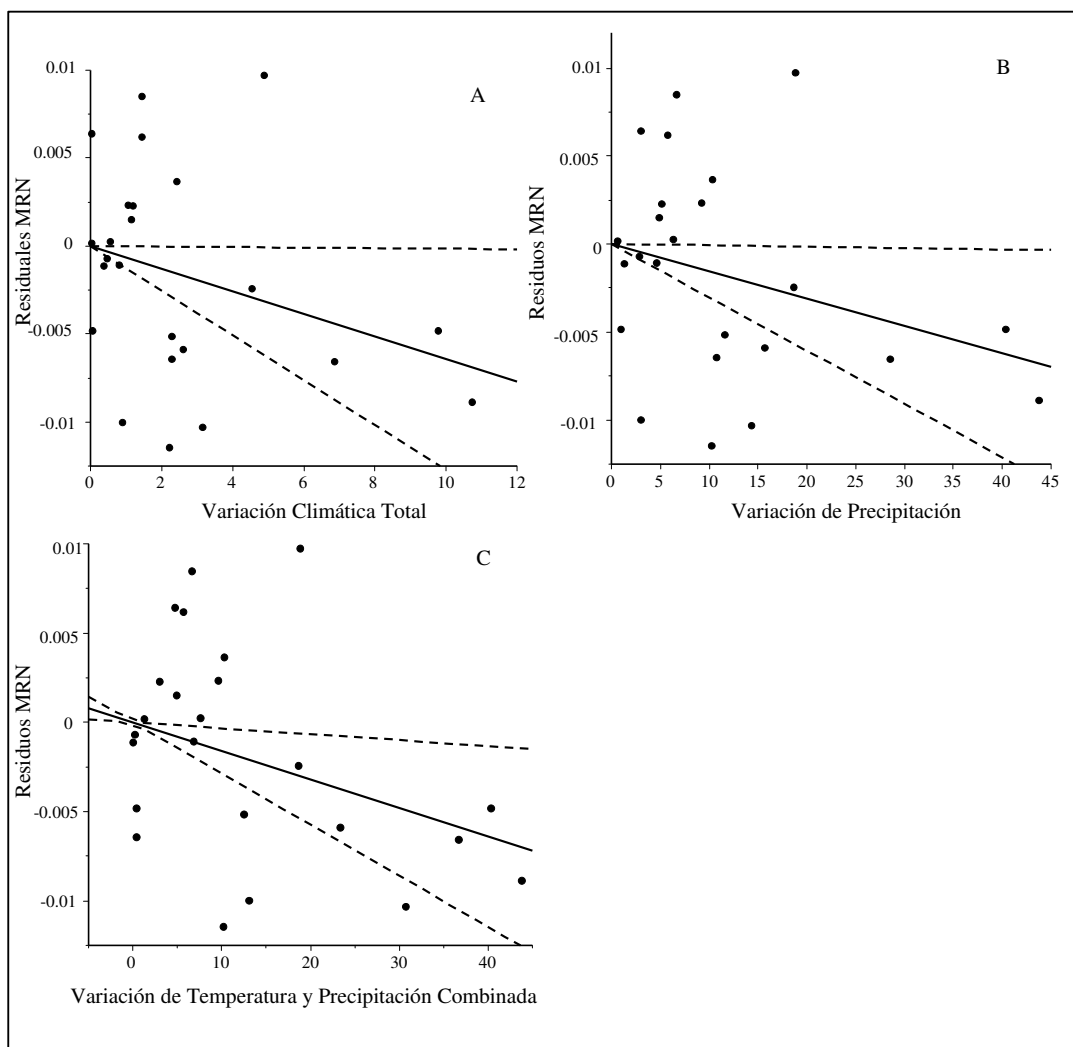 A
Residuales MRN
0.01
0.005
0
-0.005
-0.01
0 2 4 6 8 10 12
Variación Climática Total
B
Residuos MRN
0.01
0.005
0
-0.005
-0.01
0 5 10 15 20 25 30 35 40 45
Variación de Precipitación
C
Residuos MRN
0.01
0.005
0
-0.005
-0.01
0 10 20 30 40
Variación de Temperatura y Precipitación Combinada